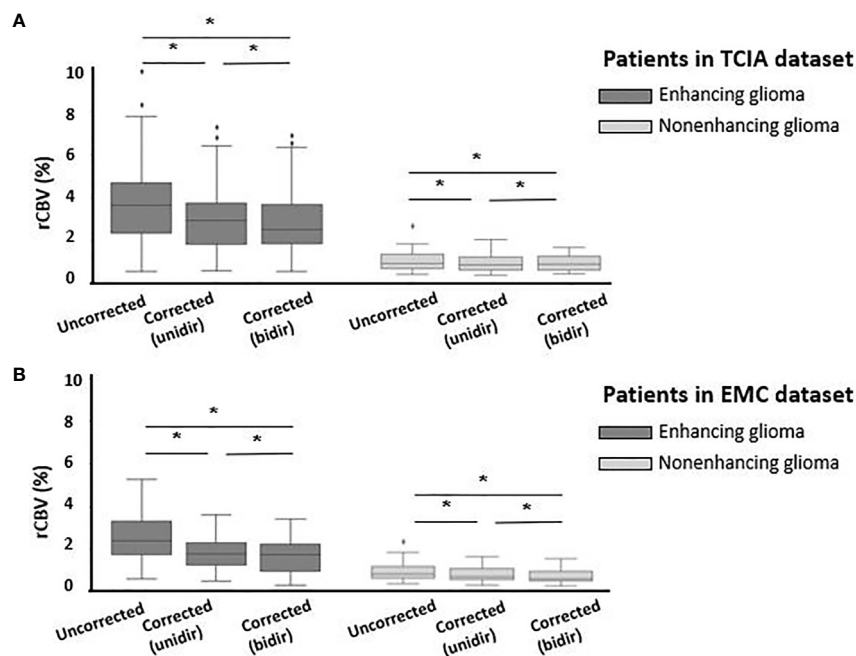 A
*
* *
10
8
6
4
2
0
rCBV (%)
*
* *
Uncorrected
Corrected
(unidir)
Corrected
(bidir)
Uncorrected
Corrected
(unidir)
Corrected
(bidir)
Patients in TCIA dataset
Enhancing glioma
Nonenhancing glioma
B
10
8
6
4
2
0
rCBV (%)
*
* *
*
* *
Uncorrected
Corrected
(unidir)
Corrected
(bidir)
Uncorrected
Corrected
(unidir)
Corrected
(bidir)
Patients in EMC dataset
Enhancing glioma
Nonenhancing glioma